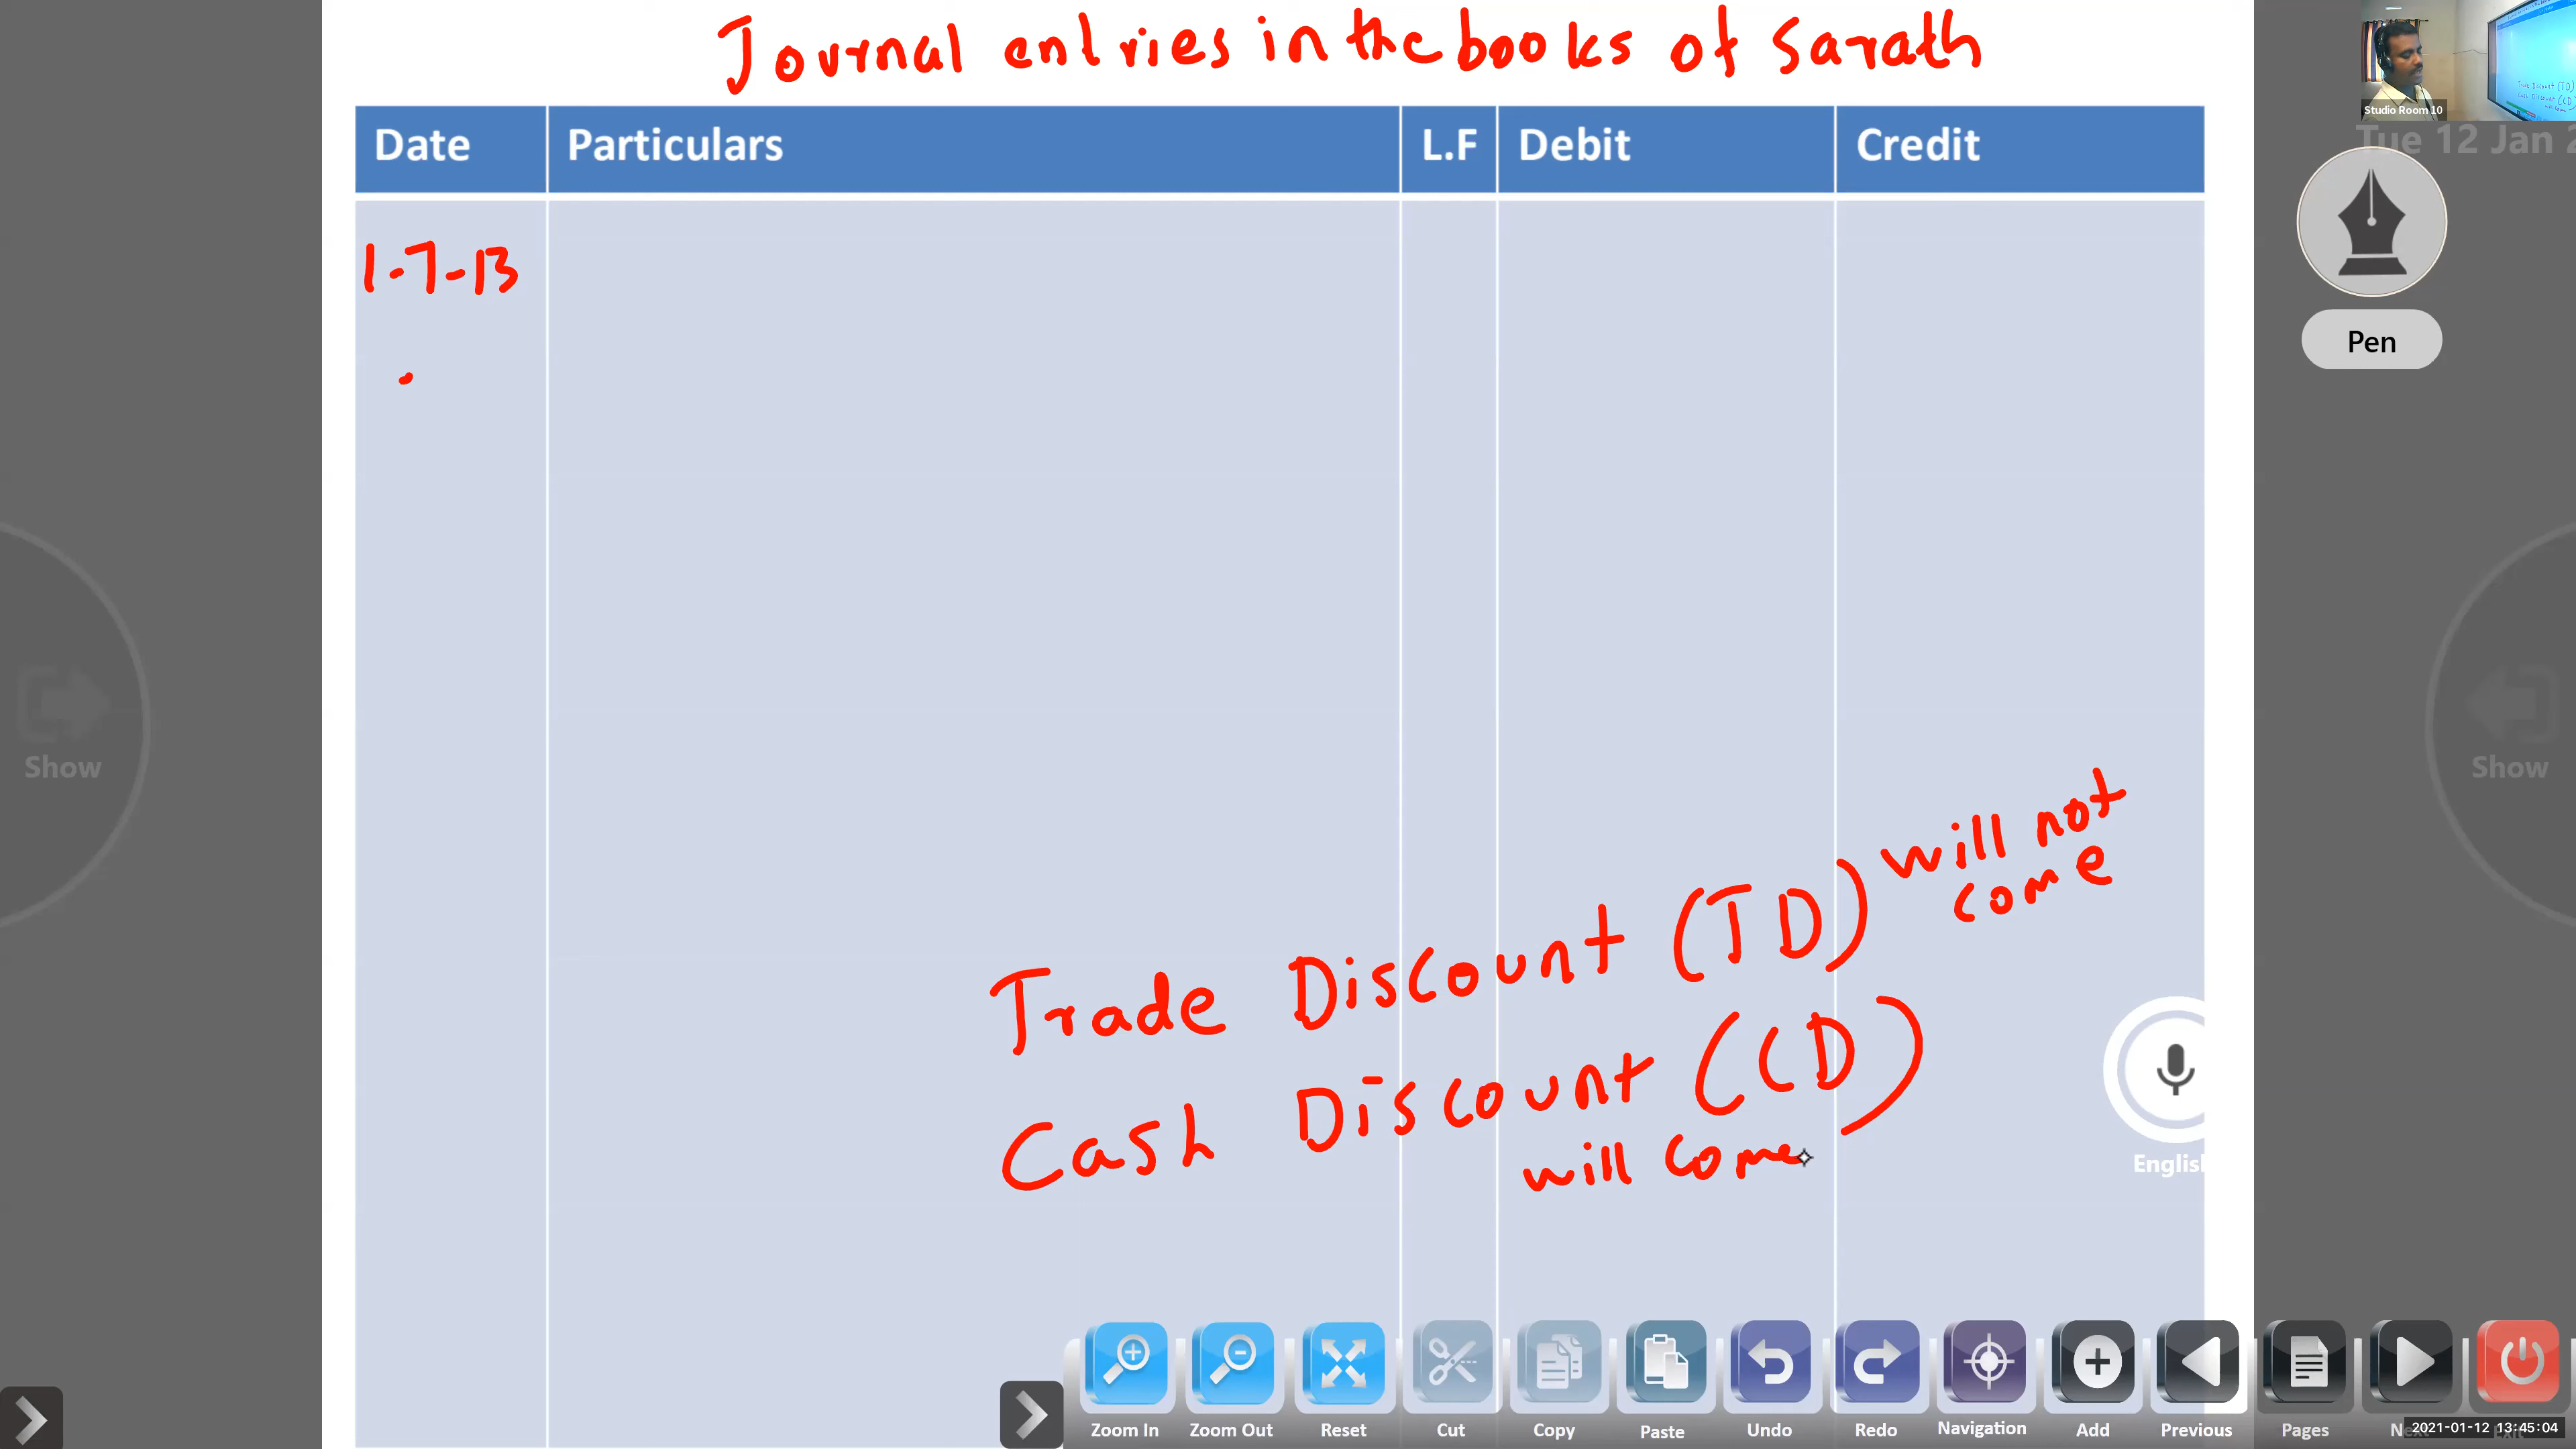 Journal entries in the books of Sarath
Studio Room 10
Tue 12 Jan 2
Date Particulars L.F Debit Credit
1-7-13
Pen
Show
Show
will not
come
Trade Discount (TD)
Cash Discount (CD)
will come
English
Zoom In Zoom Out Reset Cut Copy Paste Undo Redo Navigation Add Previous Pages
2021-01-12 13:45:04